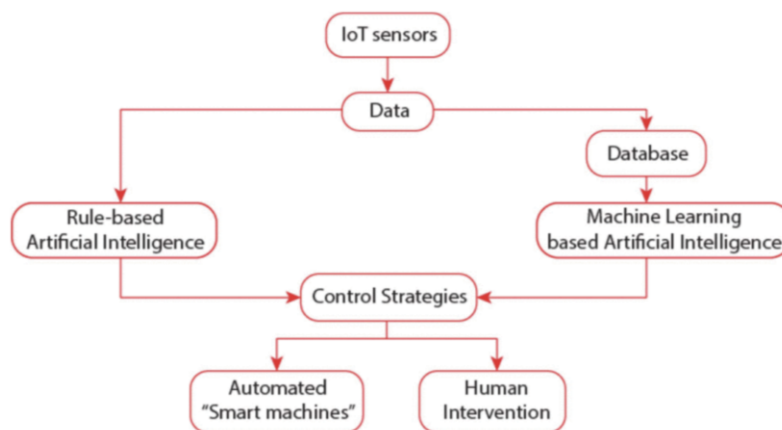 IoT sensors
Data
Database
Rule-based
Artificial Intelligence
Machine Learning
based Artificial Intelligence
Control Strategies
Automated
“Smart machines”
Human
Intervention